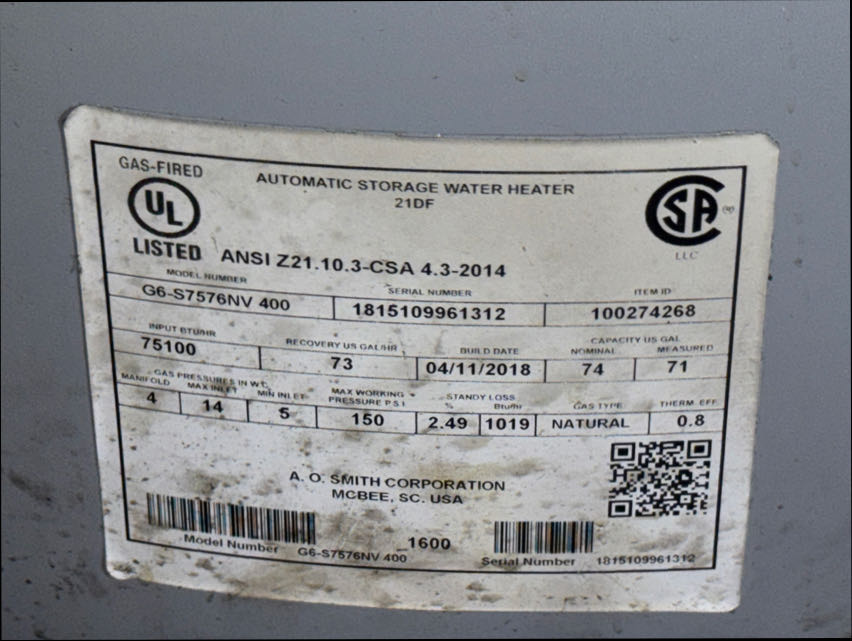 GAS-FIRED
UL
LISTED
AUTOMATIC STORAGE WATER HEATER
21DF
SA
LLC
ANSI Z21.10.3-CSA 4.3-2014
MODEL NUMBER SERIAL NUMBER ITEM ID
G6-S7576NV 400 1815109961312 100274268
INPUT BTU/HR RECOVERY US GAL/HR BUILD DATE CAPACITY US GAL
NOMINAL MEASURED
75100 73 04/11/2018 74 71
GAS PRESSURES IN W.C.
MANIFOLD MAX INLET MIN INLET MAX WORKING PRESSURE P.S.I. STANDY LOSS % Btu/hr GAS TYPE THERM. EFF.
4 14 5 150 2.49 1019 NATURAL 0.8
A. O. SMITH CORPORATION
MCBEE, SC. USA
1600
Model Number G6-S7576NV 400 Serial Number 1815109961312